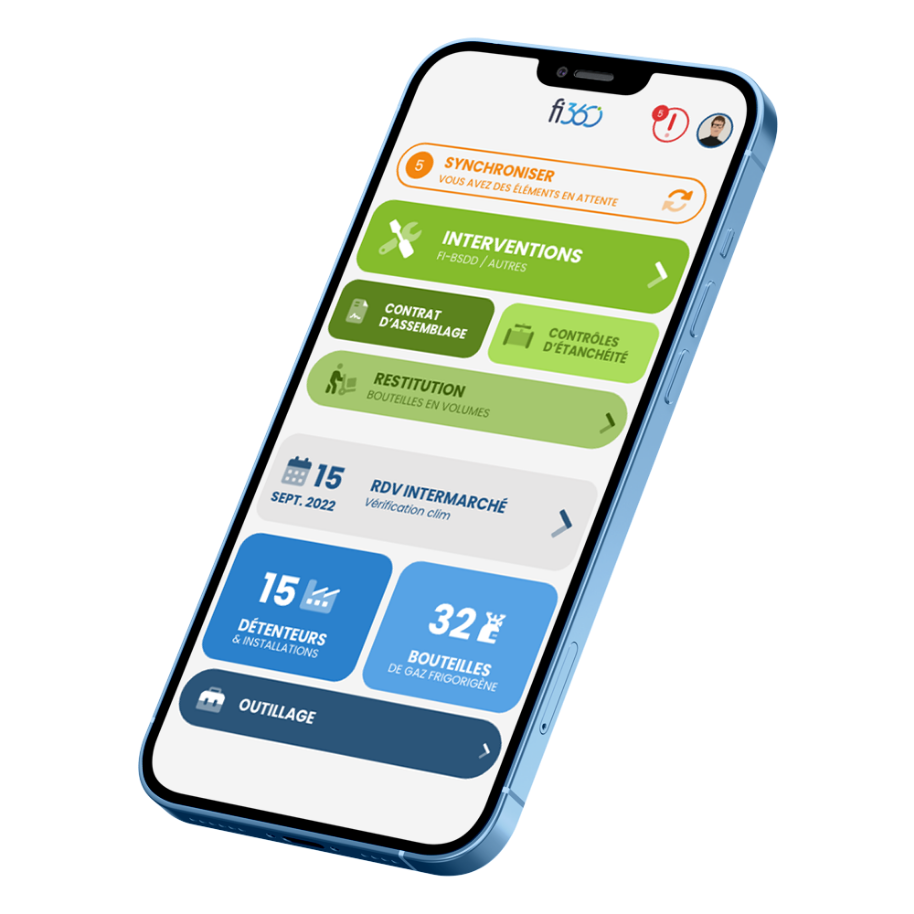 fi360
5
5
SYNCHRONISER
VOUS AVEZ DES ÉLÉMENTS EN ATTENTE
INTERVENTIONS
FI-BSDD / AUTRES
CONTRAT
D'ASSEMBLAGE
CONTRÔLES
D'ÉTANCHÉITÉ
RESTITUTION
BOUTEILLES EN VOLUMES
15
SEPT. 2022
RDV INTERMARCHÉ
Vérification clim
15
DÉTENTEURS
& INSTALLATIONS
32
BOUTEILLES
DE GAZ FRIGORIGÈNE
OUTILLAGE